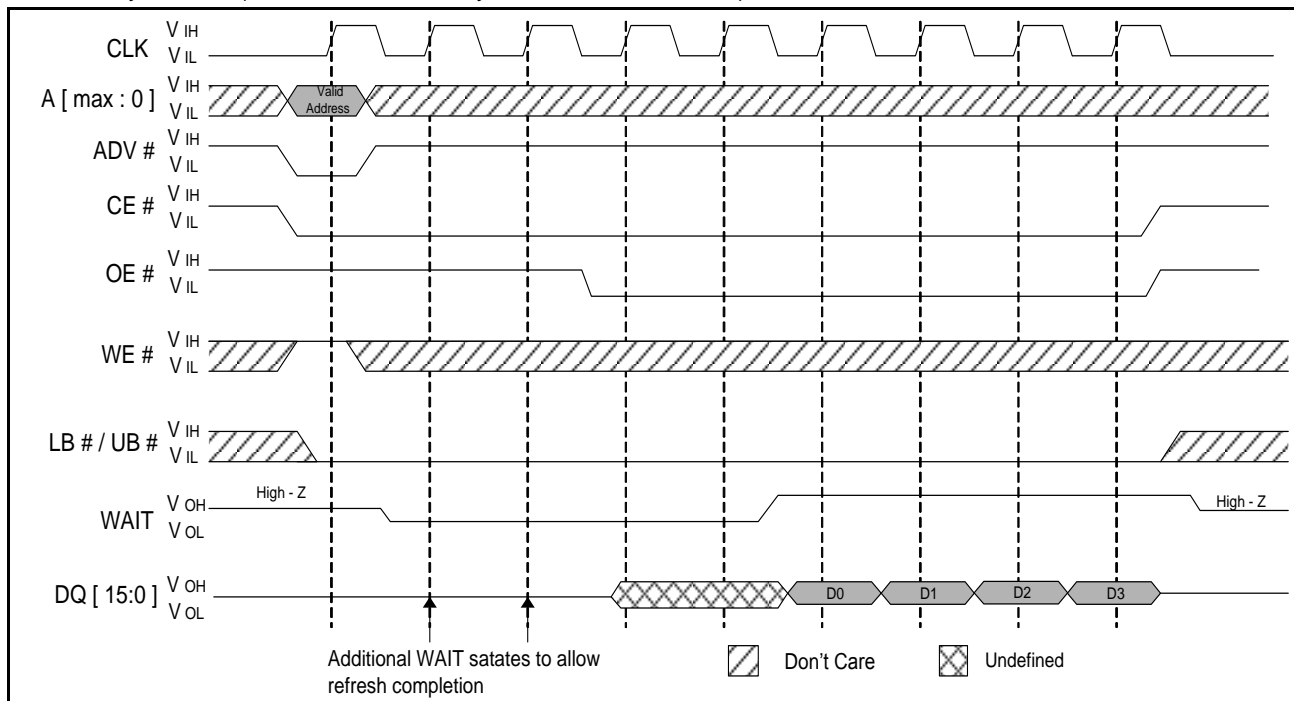 CLK V IH
V IL
A [ max : 0 ] V IH
V IL
Valid
Address
ADV # V IH
V IL
CE # V IH
V IL
OE # V IH
V IL
WE # V IH
V IL
LB # / UB # V IH
V IL
WAIT V OH
V OL
High - Z
High - Z
DQ [ 15:0 ] V OH
V OL
D0
D1
D2
D3
Additional WAIT satates to allow
refresh completion
Don't Care
Undefined